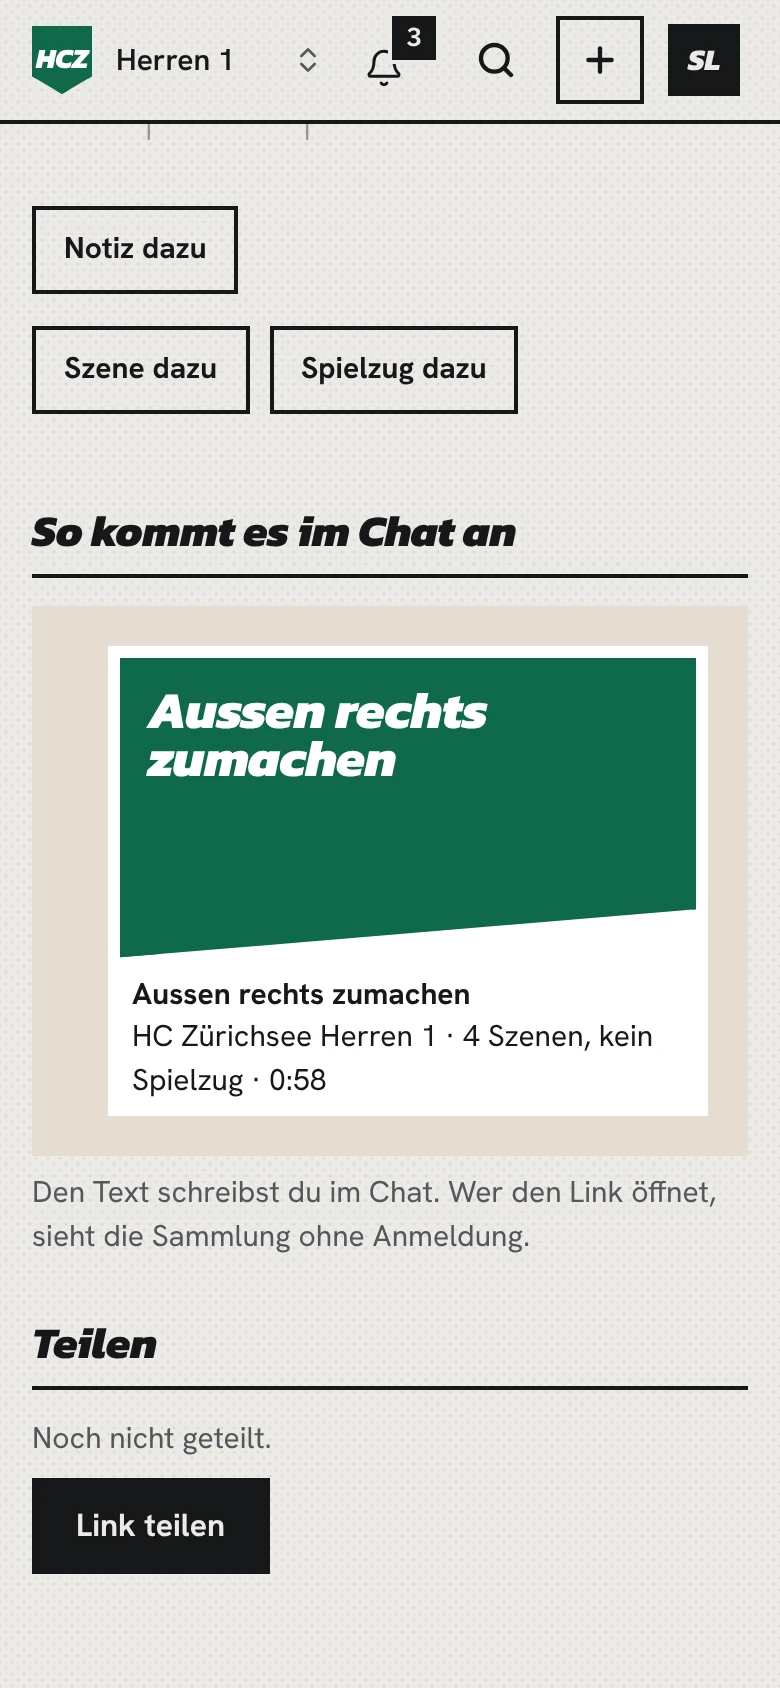 HCZ
Herren 1
3
SL
Notiz dazu
Szene dazu
Spielzug dazu
So kommt es im Chat an
Aussen rechts
zumachen
Aussen rechts zumachen
HC Zürichsee Herren 1 · 4 Szenen, kein
Spielzug · 0:58
Den Text schreibst du im Chat. Wer den Link öffnet,
sieht die Sammlung ohne Anmeldung.
Teilen
Noch nicht geteilt.
Link teilen